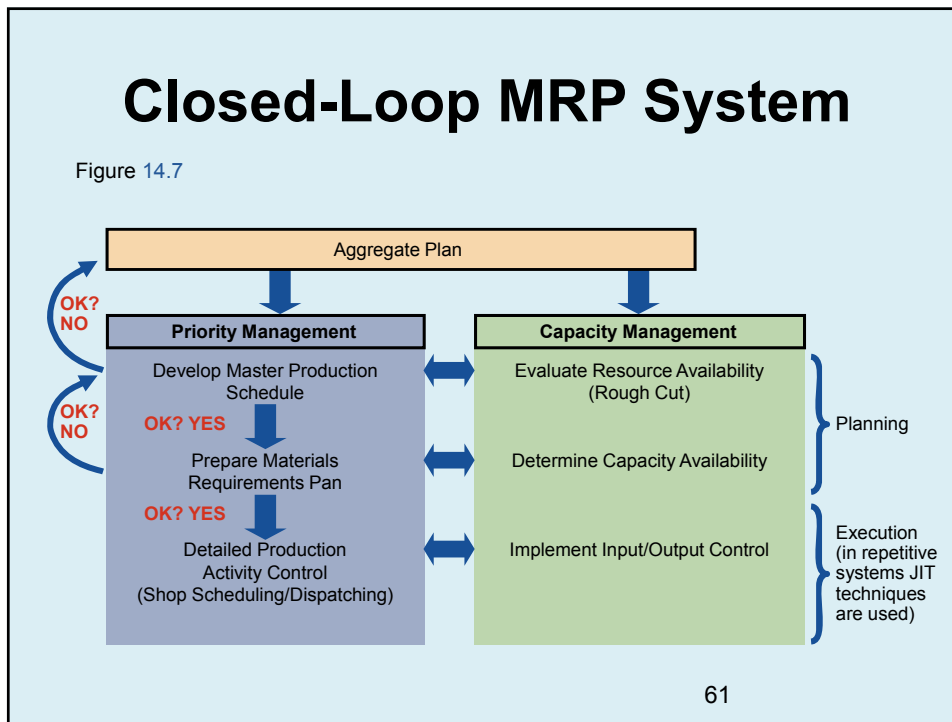 Closed-Loop MRP System
Figure 14.7
Aggregate Plan
OK?
NO
Priority Management
Capacity Management
Develop Master Production
Schedule
Evaluate Resource Availability
(Rough Cut)
OK?
NO
OK? YES
Planning
Prepare Materials
Requirements Pan
Determine Capacity Availability
OK? YES
Detailed Production
Activity Control
(Shop Scheduling/Dispatching)
Implement Input/Output Control
Execution
(in repetitive
systems JIT
techniques
are used)
61